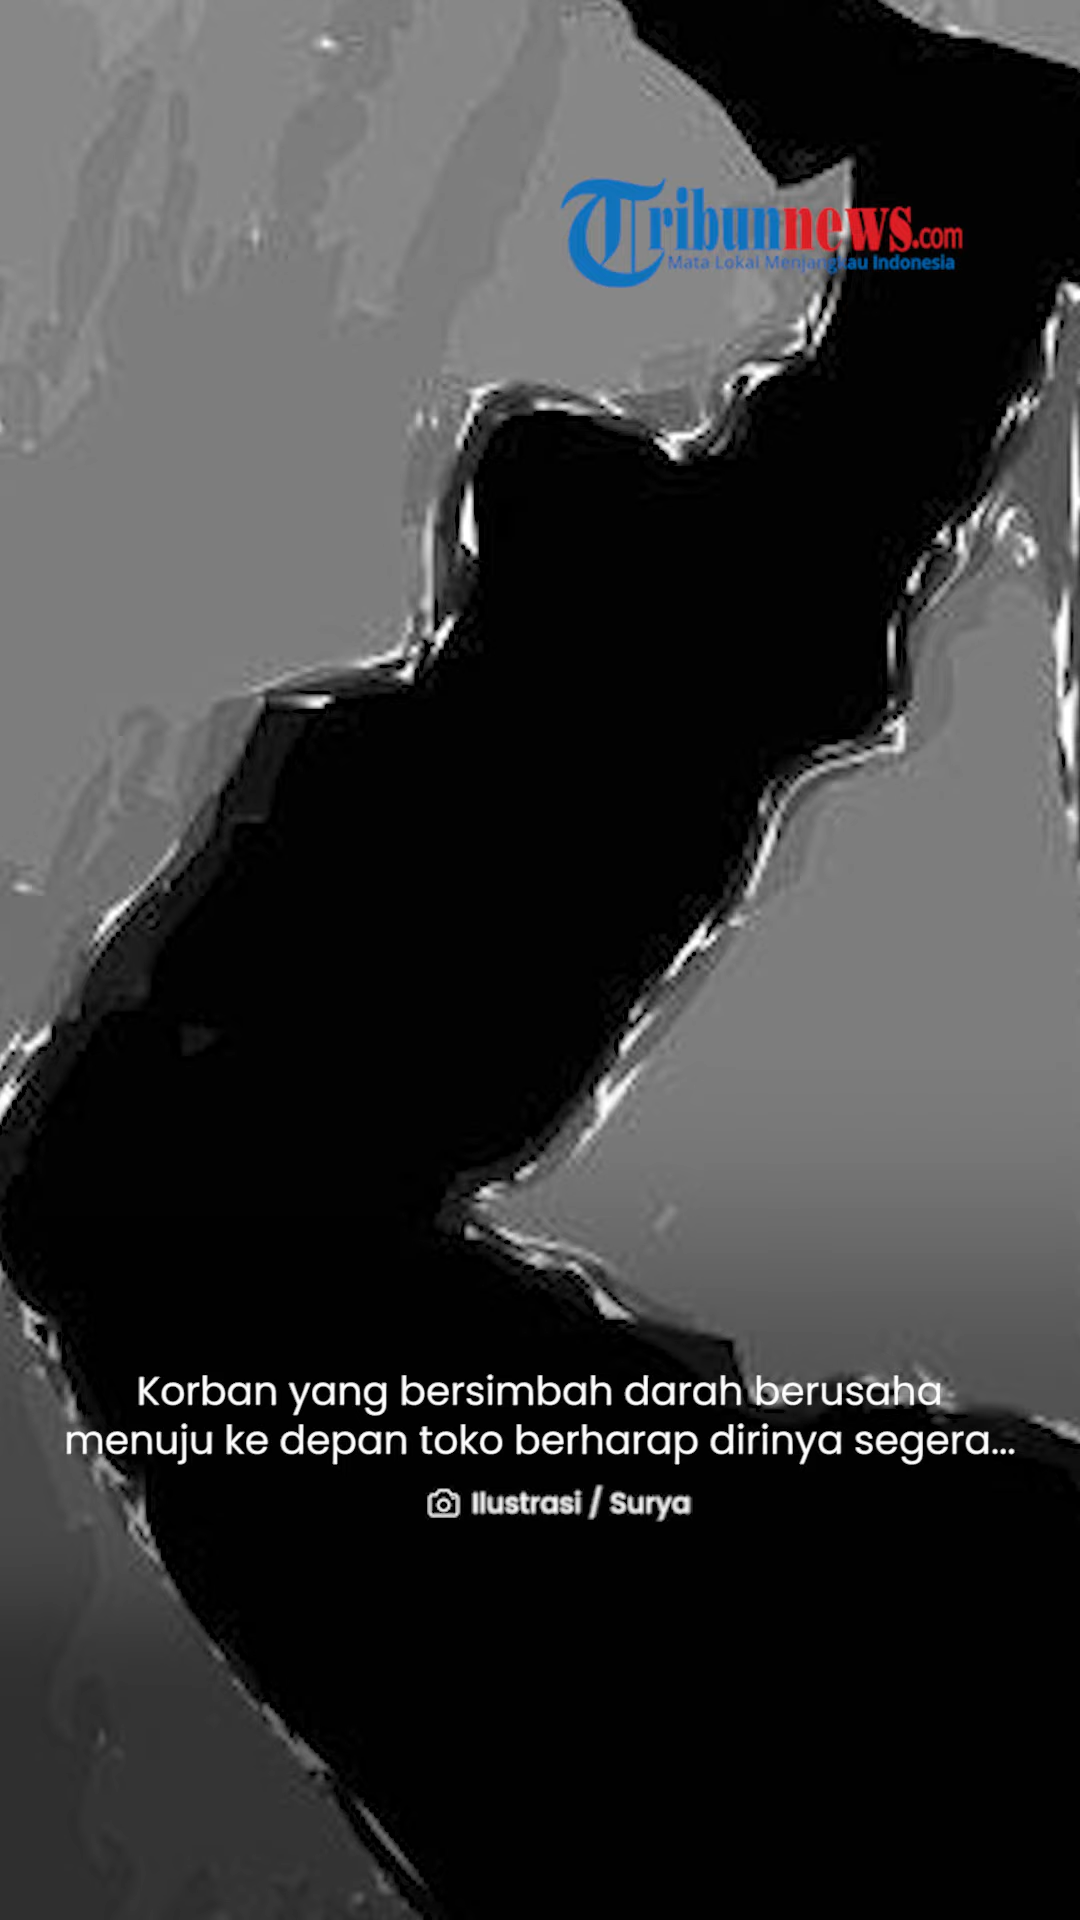 Tribunnews.com
Mata Lokal Menjangkau Indonesia
Korban yang bersimbah darah berusaha
menuju ke depan toko berharap dirinya segera...
Ilustrasi / Surya